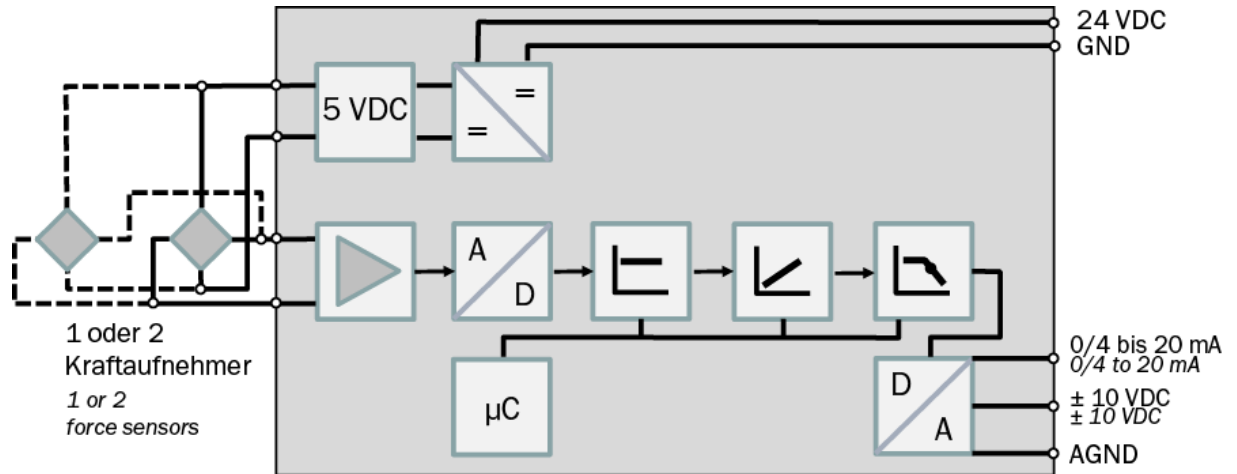 24 VDC
GND
5 VDC
=
=
A
D
1 oder 2
Kraftaufnehmer
1 or 2
force sensors
µC
D
A
0/4 bis 20 mA
0/4 to 20 mA
± 10 VDC
± 10 VDC
AGND